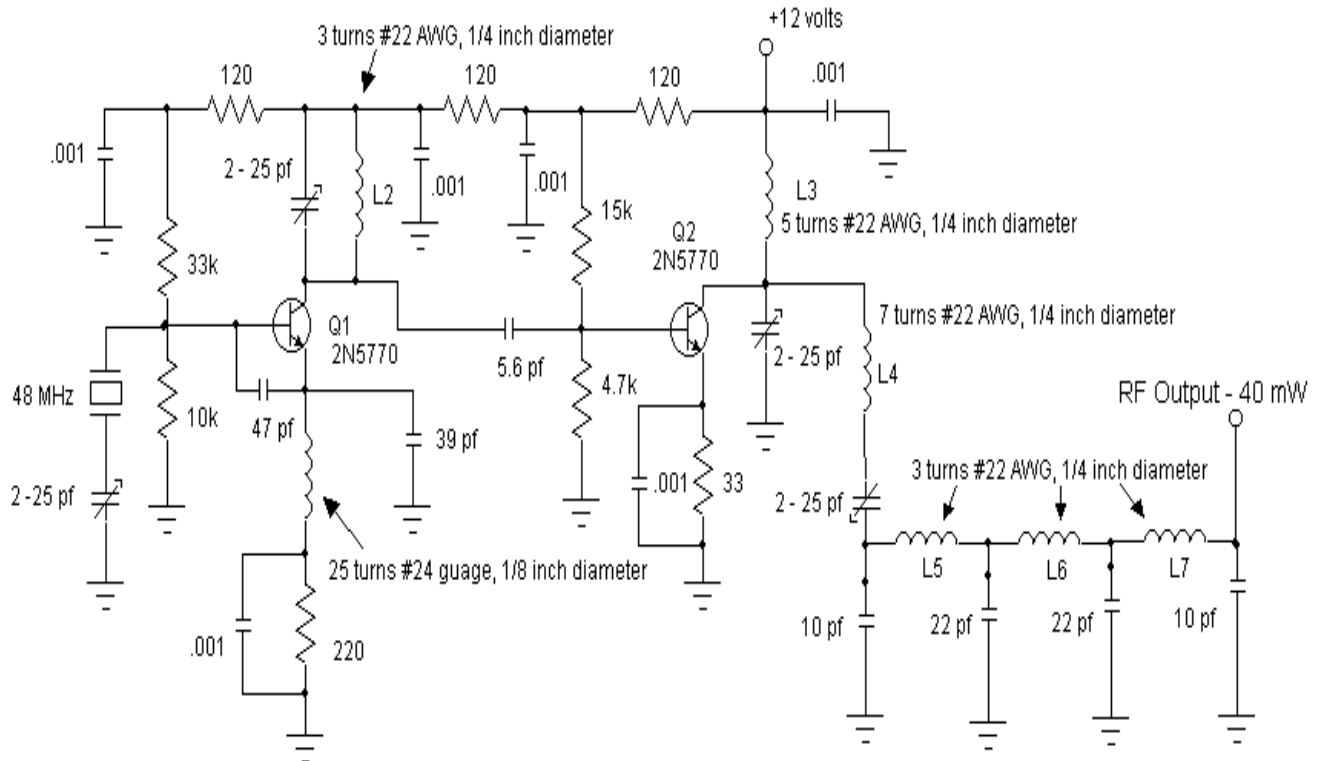 +12 volts
3 turns #22 AWG, 1/4 inch diameter
120
120
120
.001
.001
2 - 25 pf
L2
.001
.001
L3
15k
5 turns #22 AWG, 1/4 inch diameter
Q2
2N5770
33k
Q1
2N5770
7 turns #22 AWG, 1/4 inch diameter
2 - 25 pf
5.6 pf
L4
48 MHz
10k
47 pf
39 pf
4.7k
RF Output - 40 mW
2 -25 pf
.001
33
3 turns #22 AWG, 1/4 inch diameter
2 - 25 pf
25 turns #24 guage, 1/8 inch diameter
L5
L6
L7
.001
220
10 pf
22 pf
22 pf
10 pf